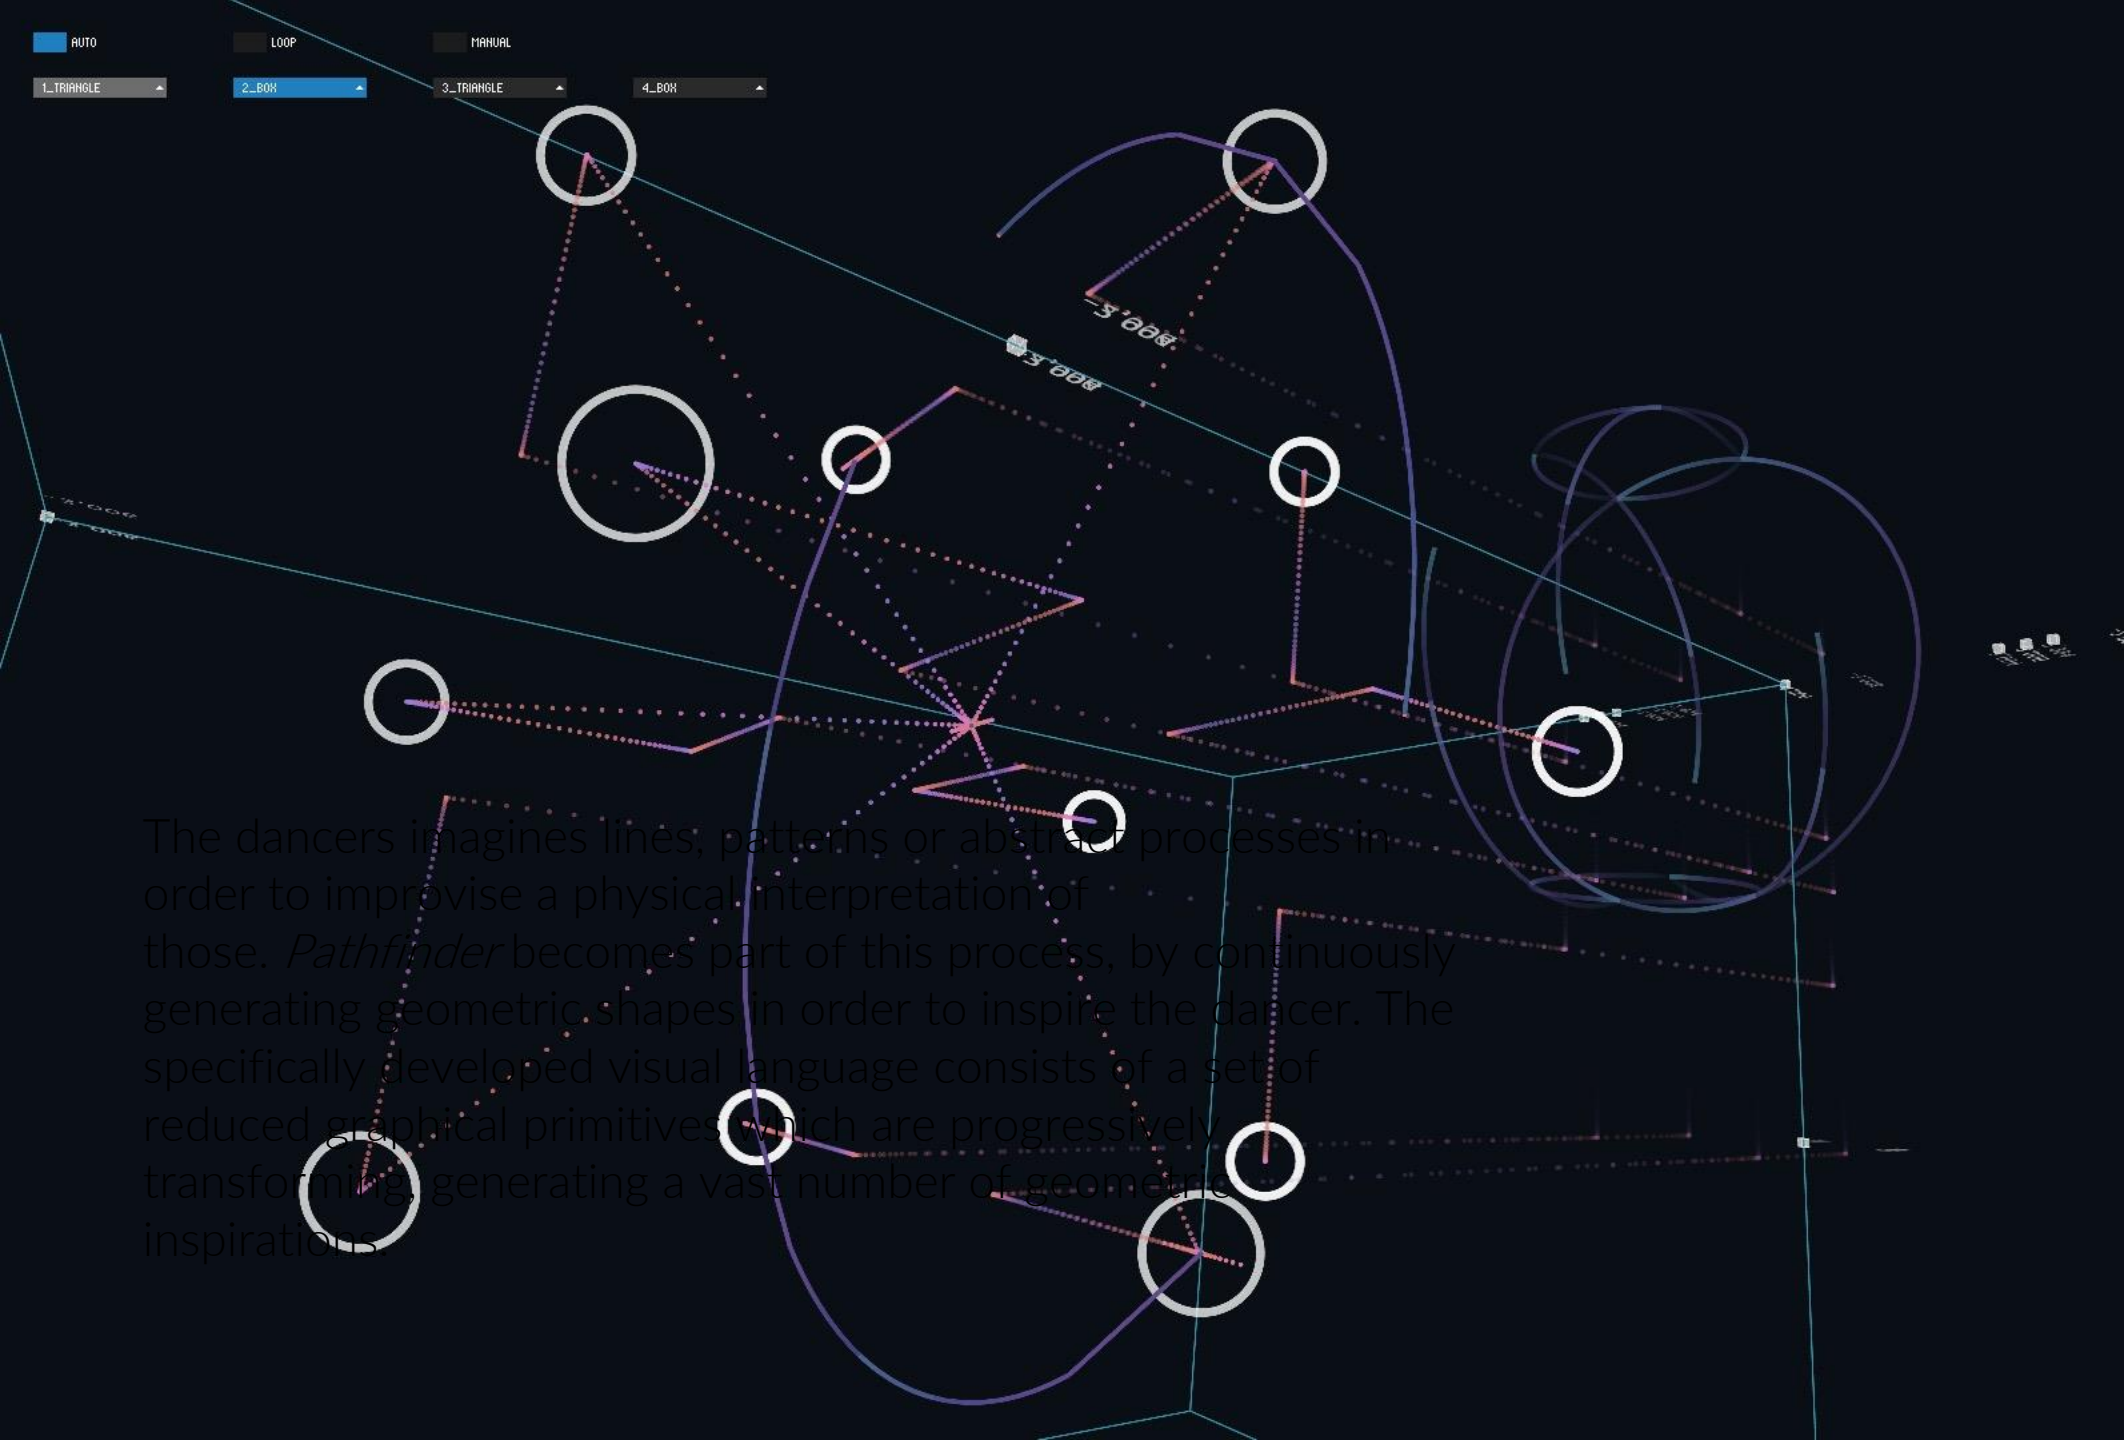 AUTO LOOP MANUAL
1_TRIANGLE 2_BOX 3_TRIANGLE 4_BOX
The dancers imagines lines, patterns or abstract processes in
order to improvise a physical interpretation of
those. Pathfinder becomes part of this process, by continuously
generating geometric shapes in order to inspire the dancer. The
specifically developed visual language consists of a set of
reduced graphical primitives which are progressively
transforming, generating a vast number of geometric
inspirations.